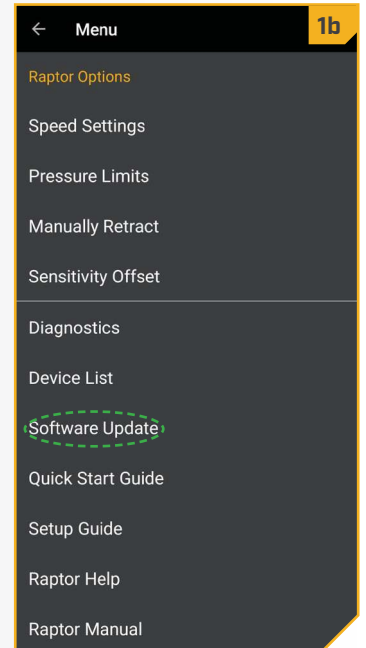 ← Menu
1b
Raptor Options
Speed Settings
Pressure Limits
Manually Retract
Sensitivity Offset
Diagnostics
Device List
Software Update
Quick Start Guide
Setup Guide
Raptor Help
Raptor Manual